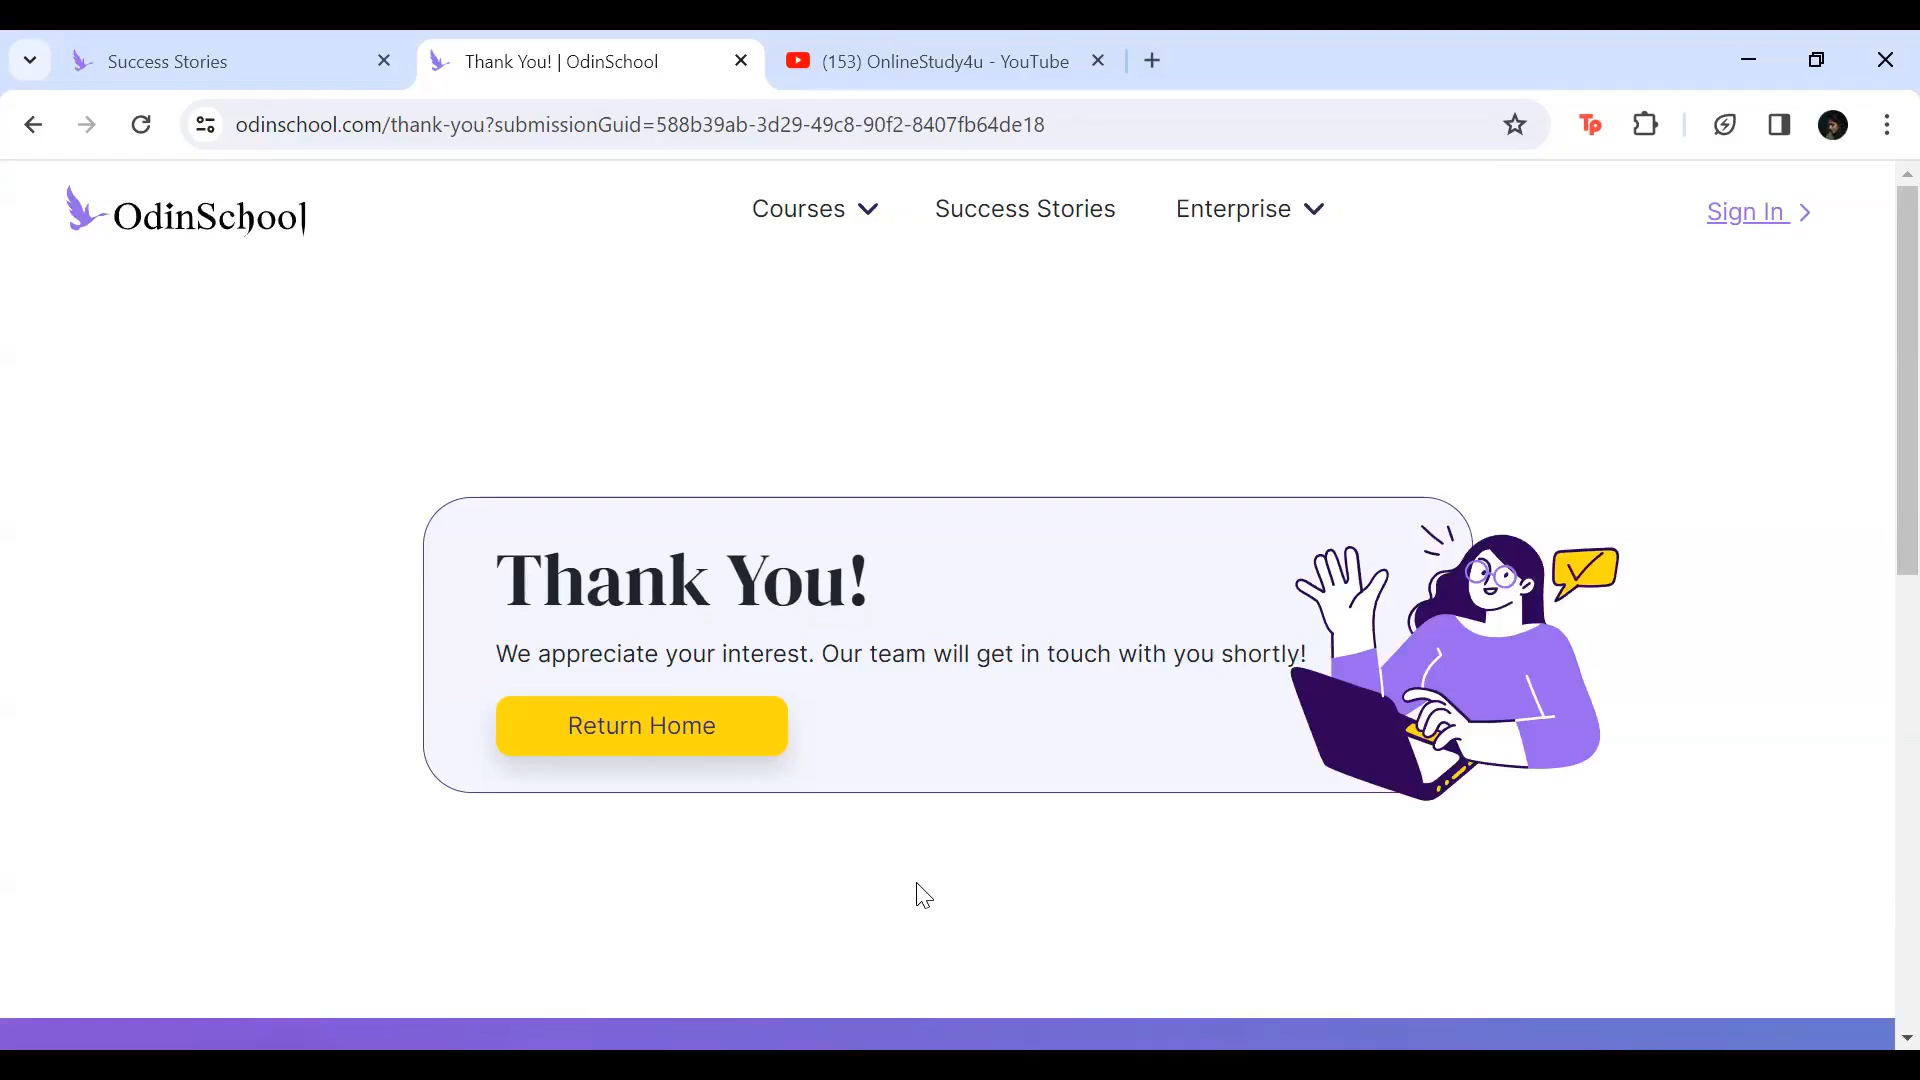 Success Stories
Thank You! | OdinSchool
(153) OnlineStudy4u - YouTube
odinschool.com/thank-you?submissionGuid=588b39ab-3d29-49c8-90f2-8407fb64de18
Tp
OdinSchool
Courses
Success Stories
Enterprise
Sign In
Thank You!
We appreciate your interest. Our team will get in touch with you shortly!
Return Home